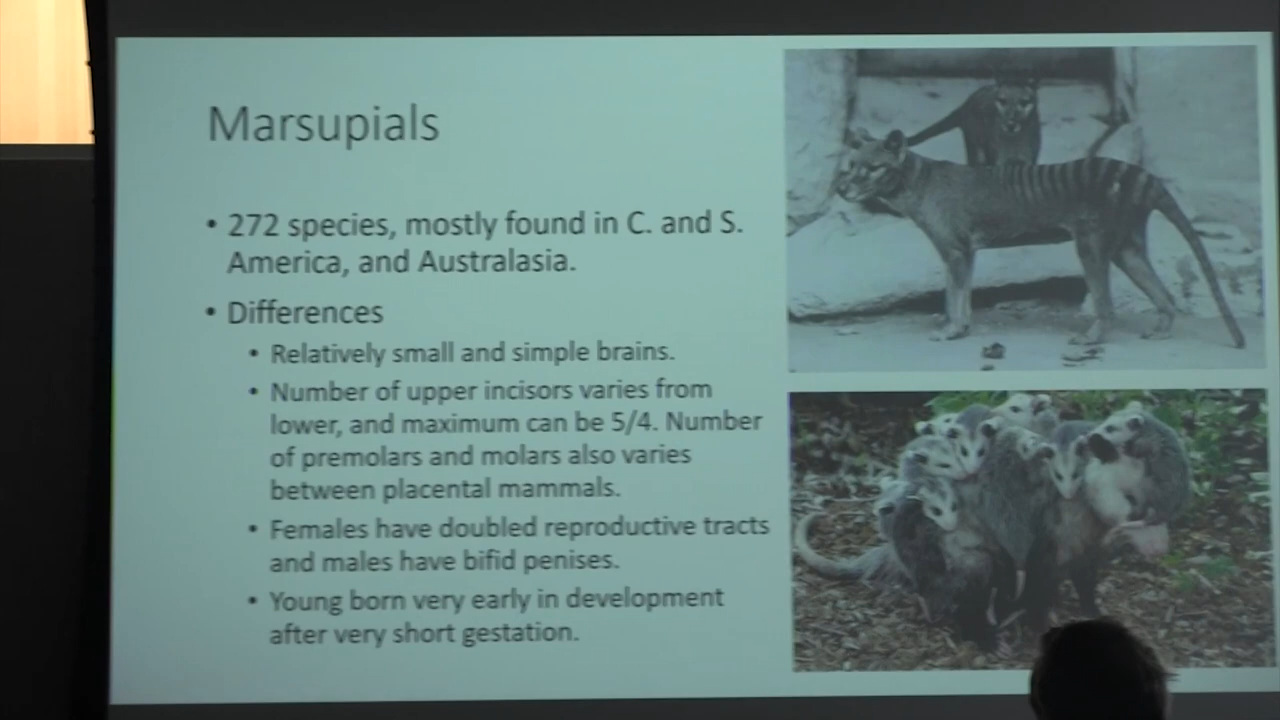 Marsupials
• 272 species, mostly found in C. and S.
America, and Australasia.
• Differences
• Relatively small and simple brains.
• Number of upper incisors varies from
lower, and maximum can be 5/4. Number
of premolars and molars also varies
between placental mammals.
• Females have doubled reproductive tracts
and males have bifid penises.
• Young born very early in development
after very short gestation.